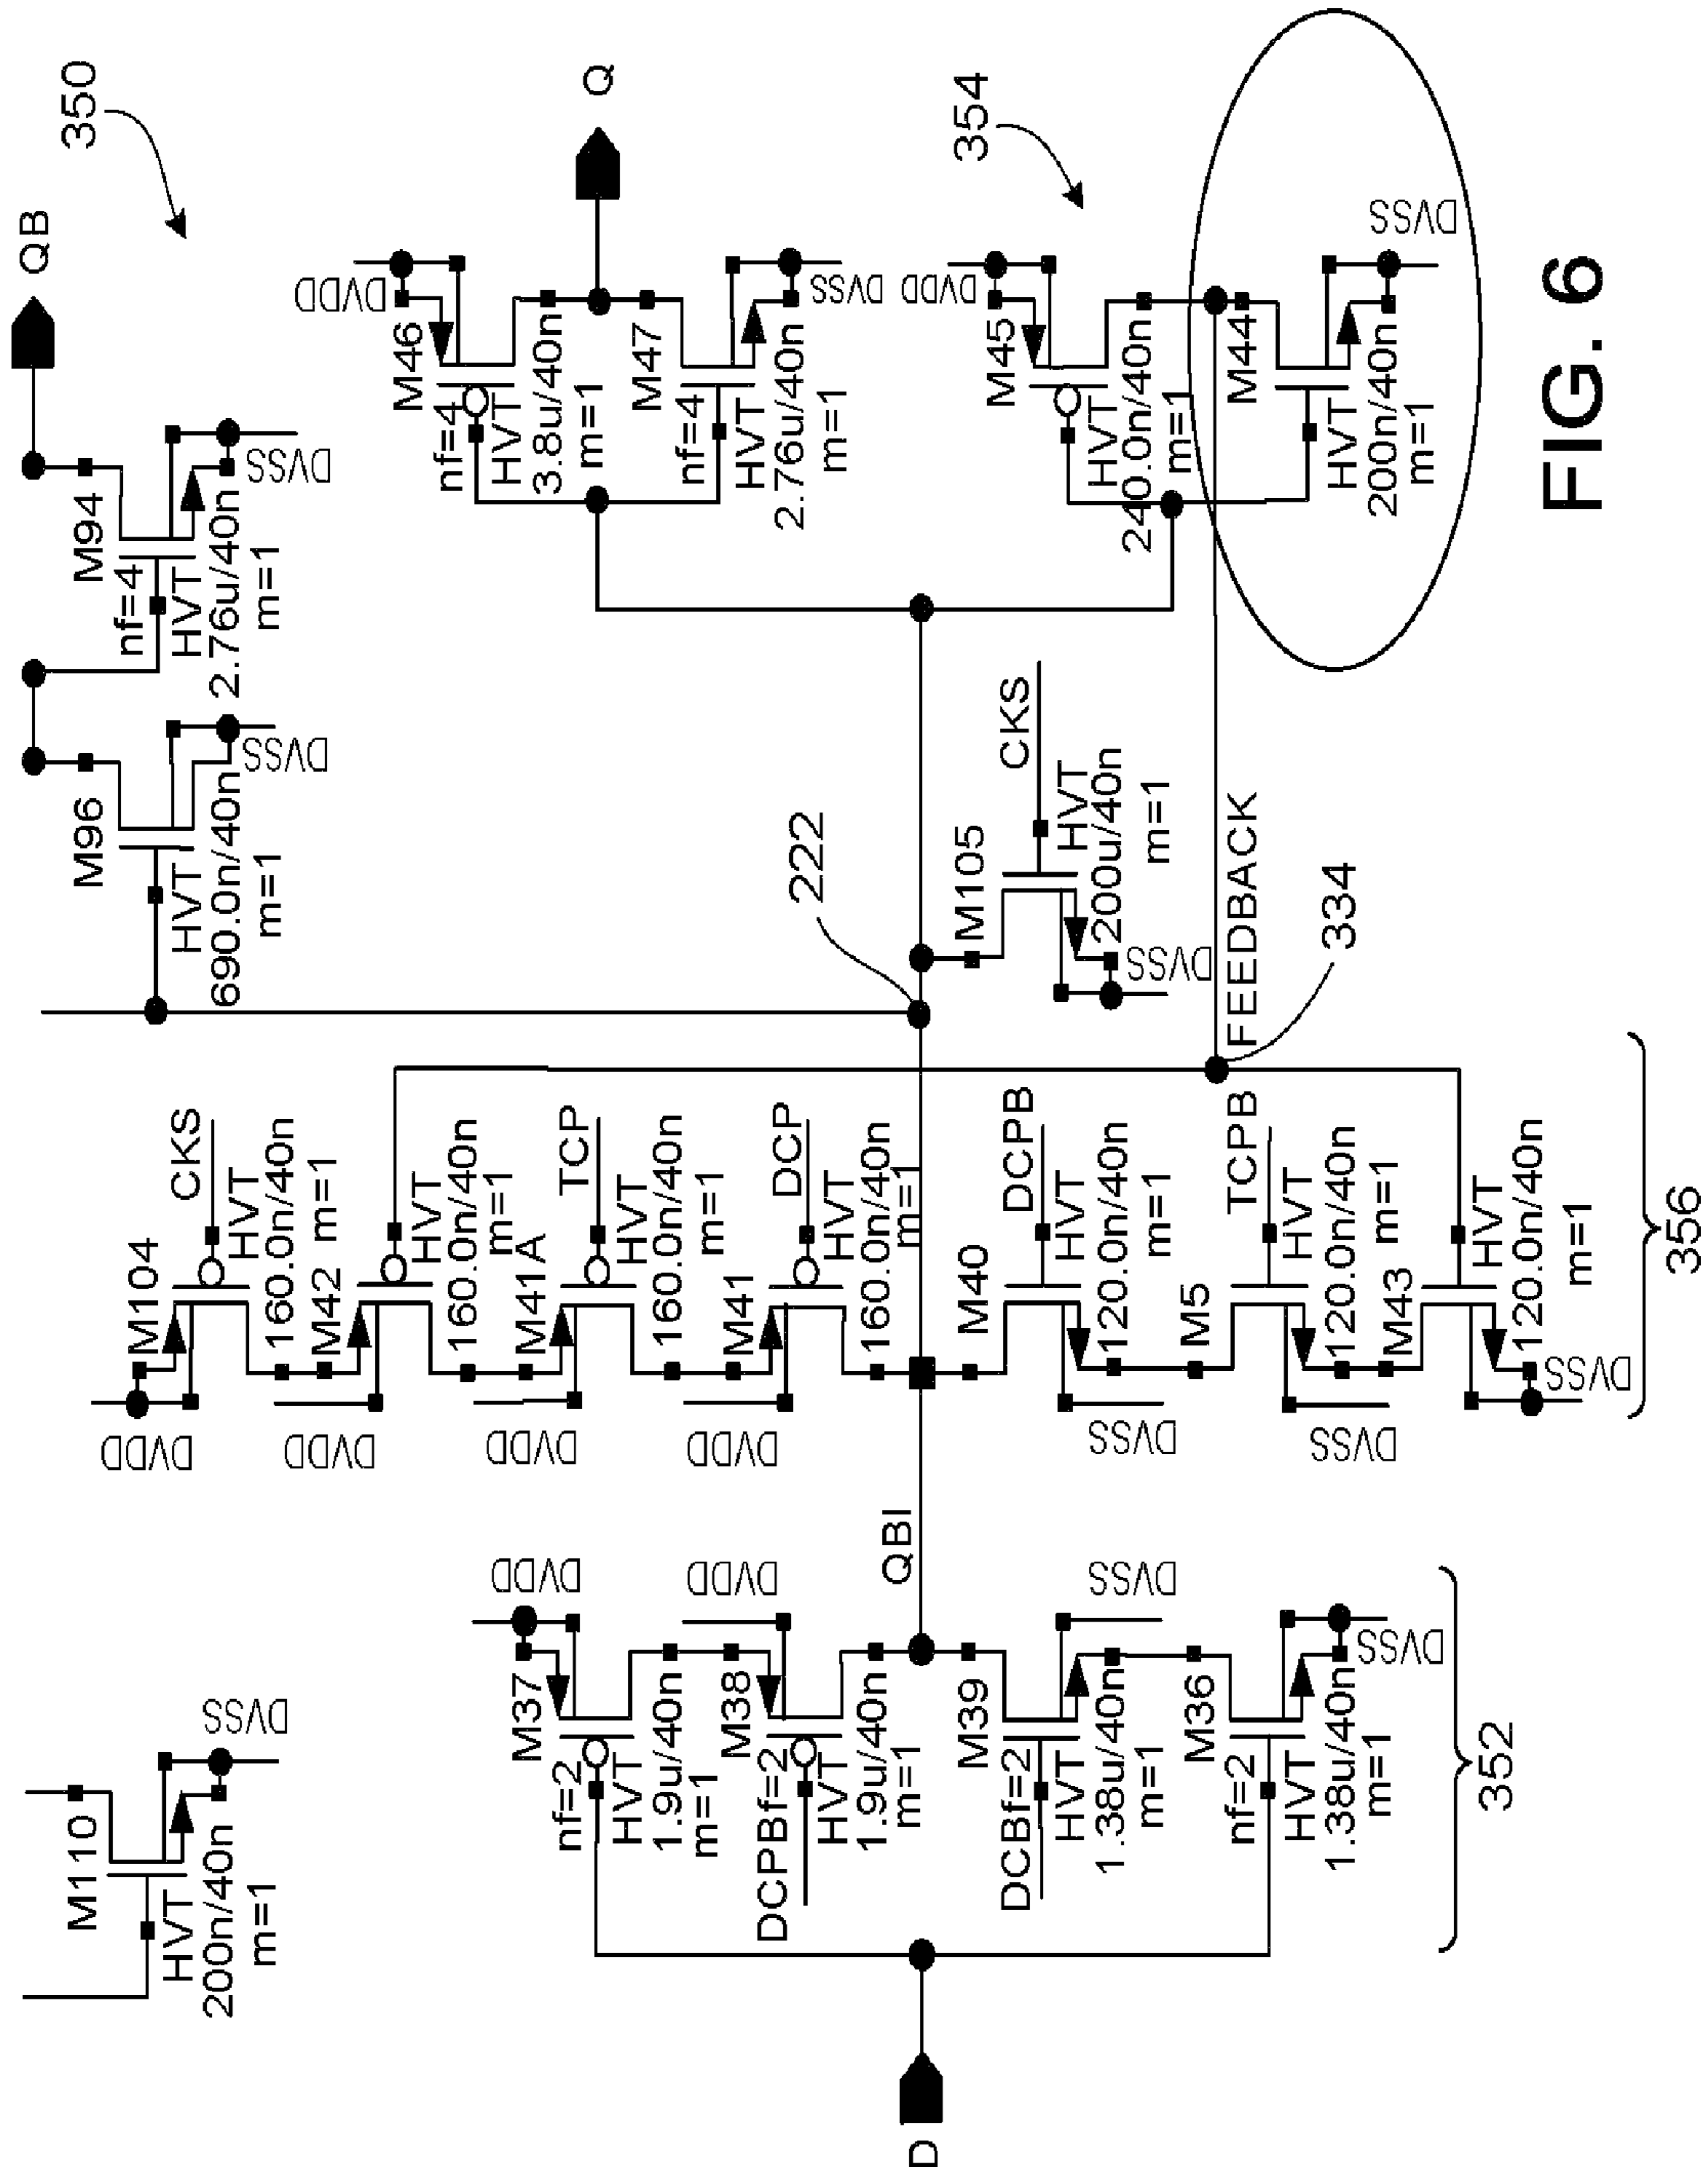 350
QB
M110
HVT
200n/40n
m=1
DVSS
M96
HVT
690.0n/40n
m=1
DVSS
M94
nf=4
HVT
2.76u/40n
m=1
DVSS
D
M37
nf=2
HVT
1.9u/40n
m=1
DVDD
M38
DCPBf=2
HVT
1.9u/40n
m=1
DVDD
QBI
M39
DCBf=2
HVT
1.38u/40n
m=1
DVSS
M36
nf=2
HVT
1.38u/40n
m=1
DVSS
352
DVDD
M104
CKS
HVT
160.0n/40n
m=1
DVDD
M42
HVT
160.0n/40n
m=1
DVDD
M41A
TCP
HVT
160.0n/40n
m=1
DVDD
M41
DCP
HVT
160.0n/40n
m=1
M40
DCPB
HVT
120.0n/40n
m=1
DVSS
M5
TCPB
HVT
120.0n/40n
m=1
DVSS
M43
HVT
120.0n/40n
m=1
DVSS
356
222
M105
CKS
HVT
200u/40n
m=1
DVSS
FEEDBACK
334
M46
nf=4
HVT
3.8u/40n
m=1
DVDD
Q
M47
nf=4
HVT
2.76u/40n
m=1
DVSS
354
M45
HVT
240.0n/40n
m=1
DVDD
M44
HVT
200n/40n
m=1
DVSS
FIG. 6